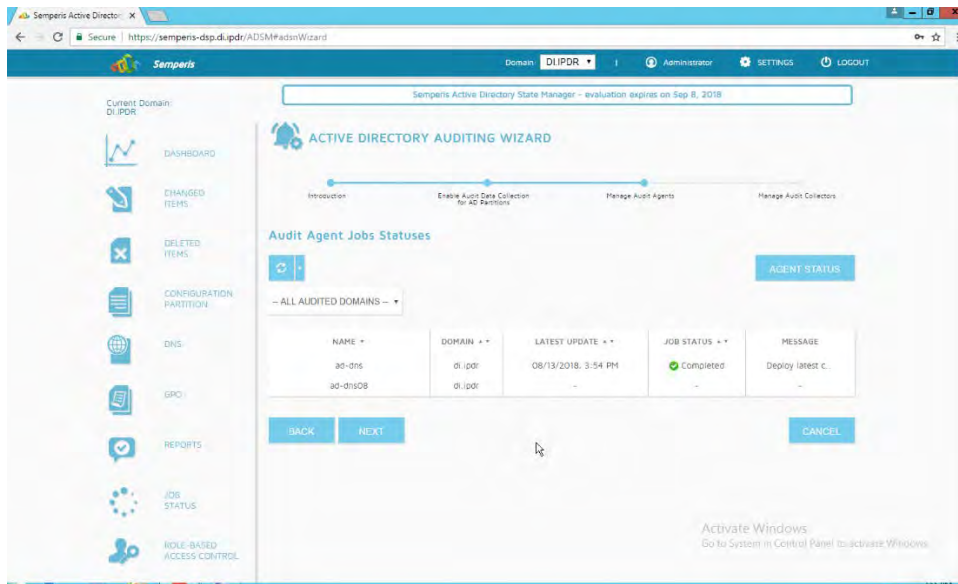 Semperis Active Director
Secure | https://semperis-dsp.di.ipdr/ADSM#adsnWizard
Semperis
Domain: DI.IPDR
Administrator
SETTINGS
LOGOUT
Current Domain:
DI.IPDR
Semperis Active Directory State Manager - evaluation expires on Sep 8, 2018
ACTIVE DIRECTORY AUDITING WIZARD
DASHBOARD
CHANGED
ITEMS
DELETED
ITEMS
CONFIGURATION
PARTITION
DNS
GPO
REPORTS
JOB
STATUS
ROLE-BASED
ACCESS CONTROL
Introduction
Enable Audit Data Collection
for AD Partitions
Manage Audit Agents
Manage Audit Collectors
Audit Agent Jobs Statuses
AGENT STATUS
-- ALL AUDITED DOMAINS --
NAME DOMAIN LATEST UPDATE JOB STATUS MESSAGE
ad-dns di.ipdr 08/13/2018, 3:54 PM Completed Deploy latest c...
ad-dns08 di.ipdr - - -
BACK
NEXT
CANCEL
Activate Windows
Go to System in Control Panel to activate Windows.